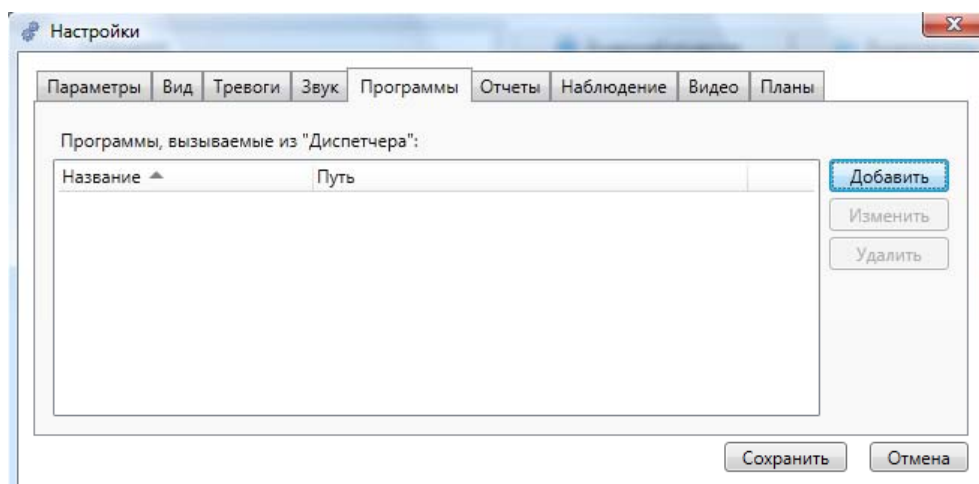 Настройки
Параметры Вид Тревоги Звук Программы Отчеты Наблюдение Видео Планы
Программы, вызываемые из "Диспетчера":
Название Путь
Добавить
Изменить
Удалить
Сохранить Отмена